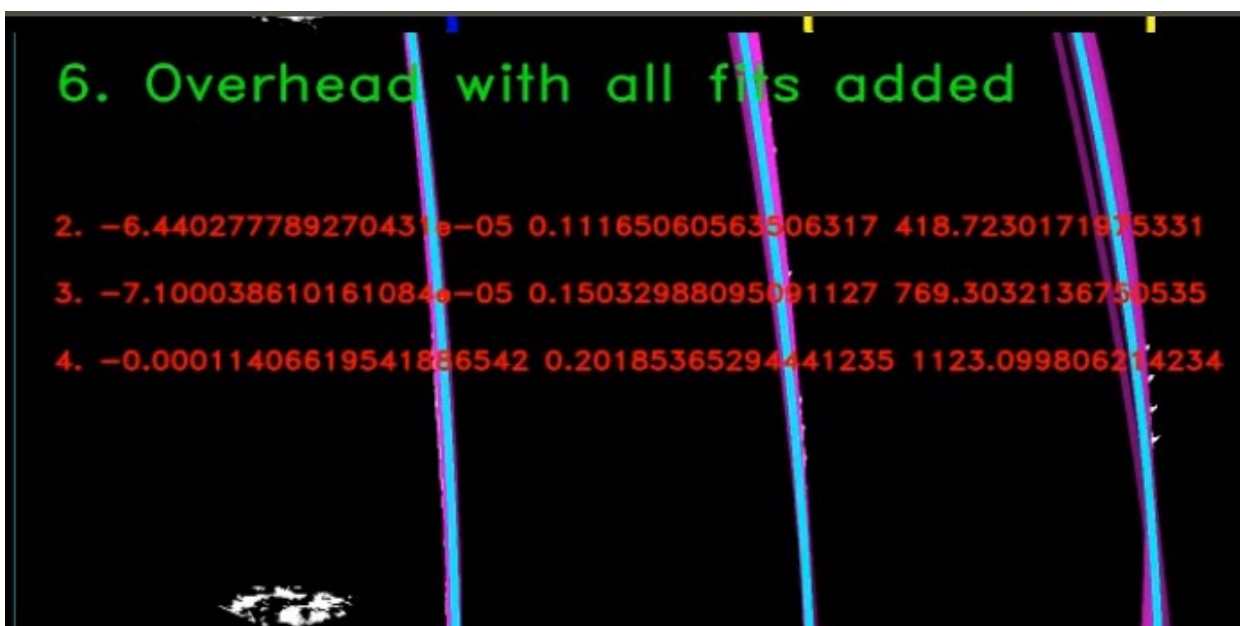 6. Overhead with all fits added
2. −6.440277789270431e−05 0.11165060563506317 418.7230171975331
3. −7.1000386101610844e−05 0.15032988095091127 769.3032136750535
4. −0.00011406619541886542 0.20185365294441235 1123.099806214234